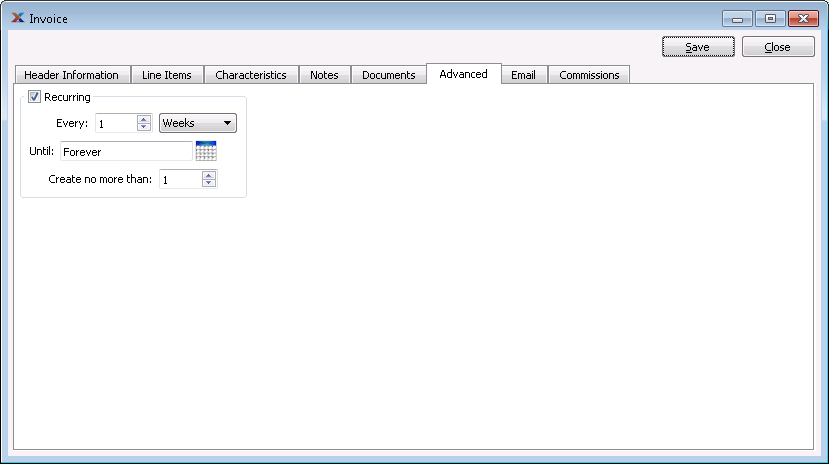 Invoice
Save Close
Header Information Line Items Characteristics Notes Documents Advanced Email Commissions
Recurring
Every: 1 Weeks
Until: Forever
Create no more than: 1